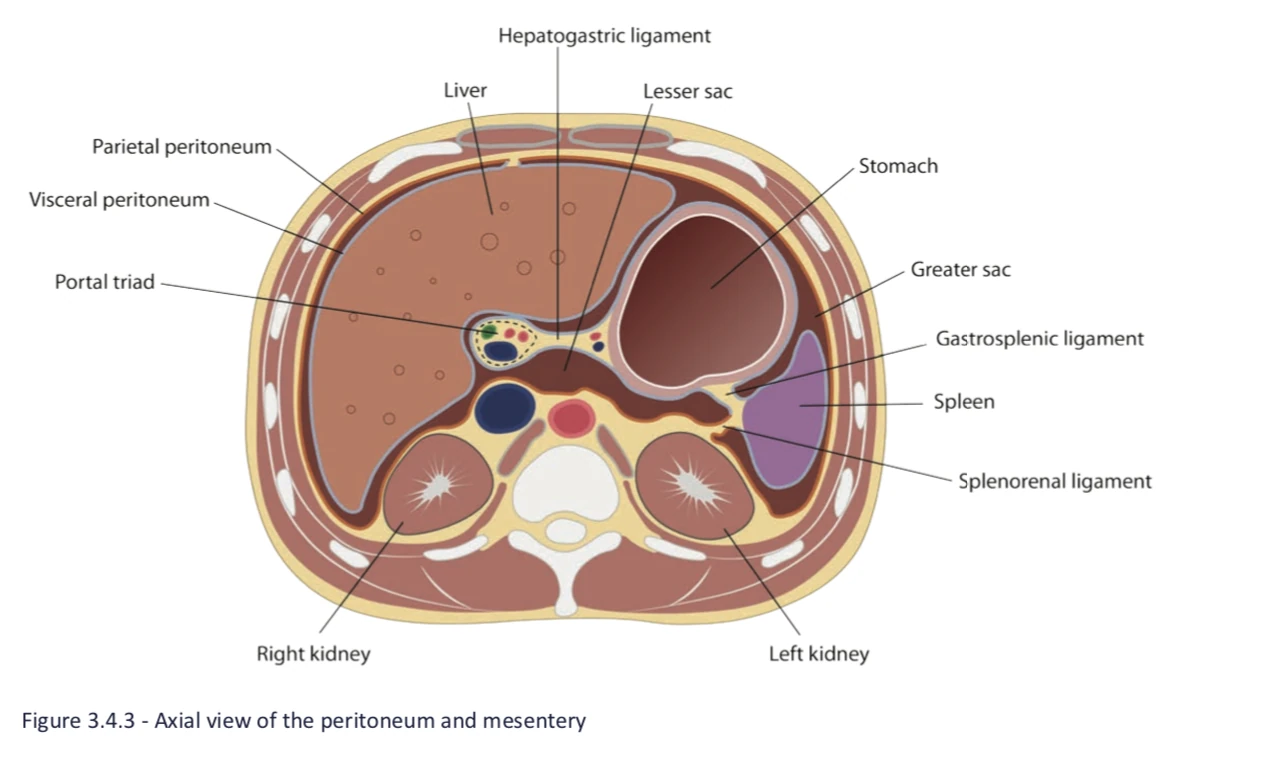 Hepatogastric ligament
Liver
Lesser sac
Parietal peritoneum
Stomach
Visceral peritoneum
Greater sac
Portal triad
Gastrosplenic ligament
Spleen
Splenorenal ligament
Right kidney
Left kidney
Figure 3.4.3 - Axial view of the peritoneum and mesentery